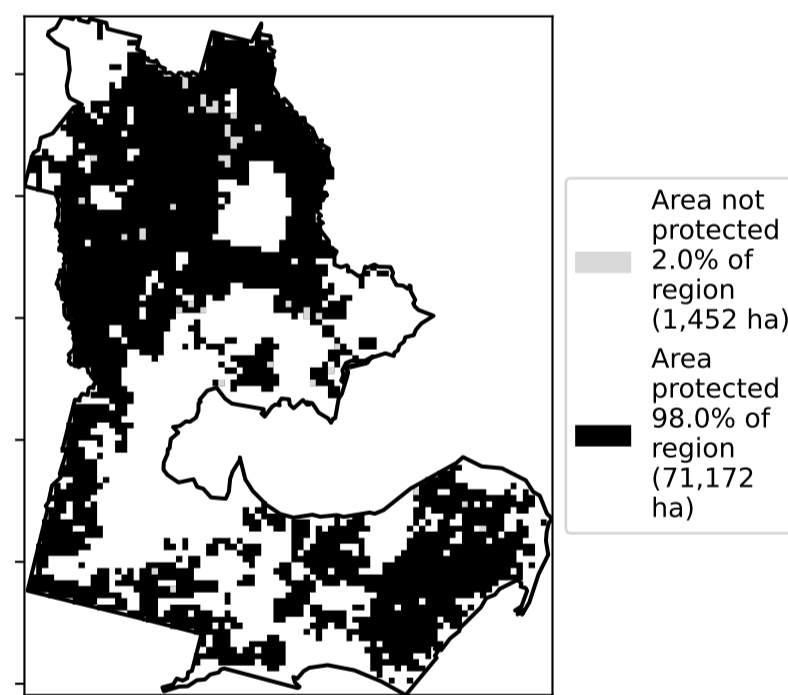 Area not
protected
2.0% of
region
(1,452 ha)
Area
protected
98.0% of
region
(71,172
ha)